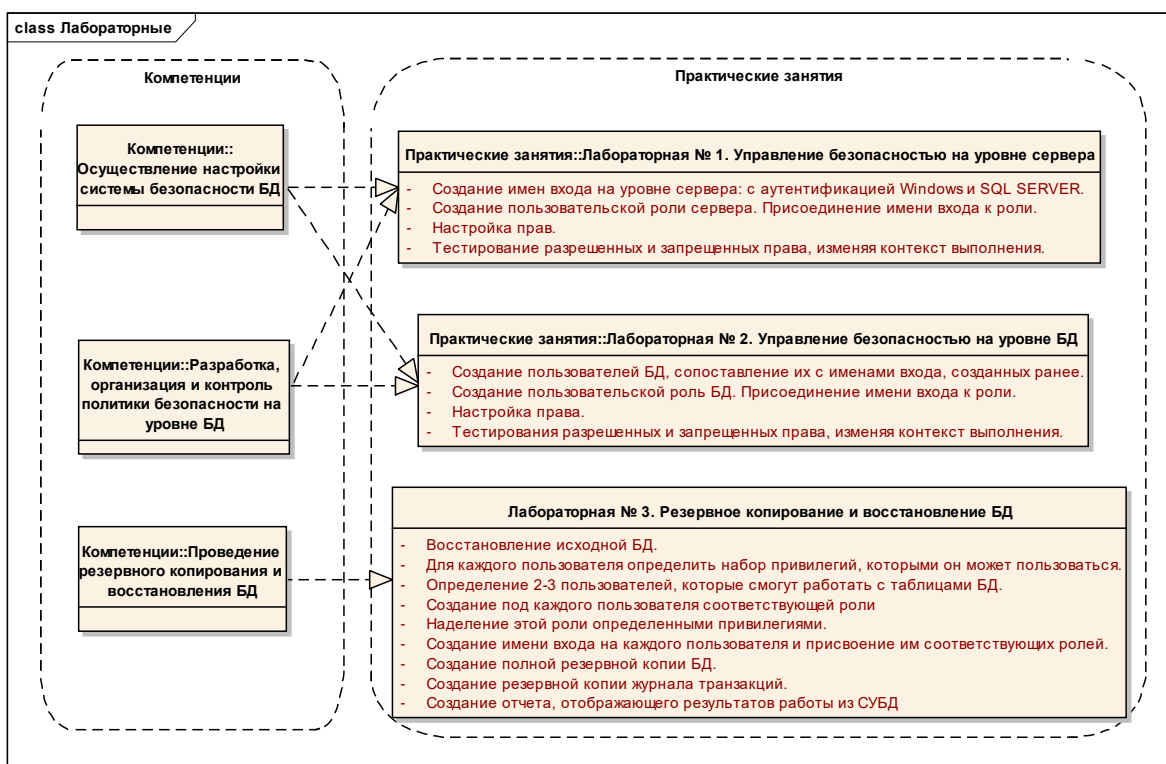 class Лабораторные
Компетенции
Компетенции::
Осуществление настройки
системы безопасности БД
Компетенции::Разработка,
организация и контроль
политики безопасности на
уровне БД
Компетенции::Проведение
резервного копирования и
восстановления БД
Практические занятия
Практические занятия::Лабораторная № 1. Управление безопасностью на уровне сервера
- Создание имен входа на уровне сервера: с аутентификацией Windows и SQL SERVER.
- Создание пользовательской роли сервера. Присоединение имени входа к роли.
- Настройка прав.
- Тестирование разрешенных и запрещенных права, изменяя контекст выполнения.
Практические занятия::Лабораторная № 2. Управление безопасностью на уровне БД
- Создание пользователей БД, сопоставление их с именами входа, созданных ранее.
- Создание пользовательской роль БД. Присоединение имени входа к роли.
- Настройка права.
- Тестирования разрешенных и запрещенных права, изменяя контекст выполнения.
Лабораторная № 3. Резервное копирование и восстановление БД
- Восстановление исходной БД.
- Для каждого пользователя определить набор привилегий, которыми он может пользоваться.
- Определение 2-3 пользователей, которые смогут работать с таблицами БД.
- Создание под каждого пользователя соответствующей роли
- Наделение этой роли определенными привилегиями.
- Создание имени входа на каждого пользователя и присвоение им соответствующих ролей.
- Создание полной резервной копии БД.
- Создание резервной копии журнала транзакций.
- Создание отчета, отображающего результатов работы из СУБД